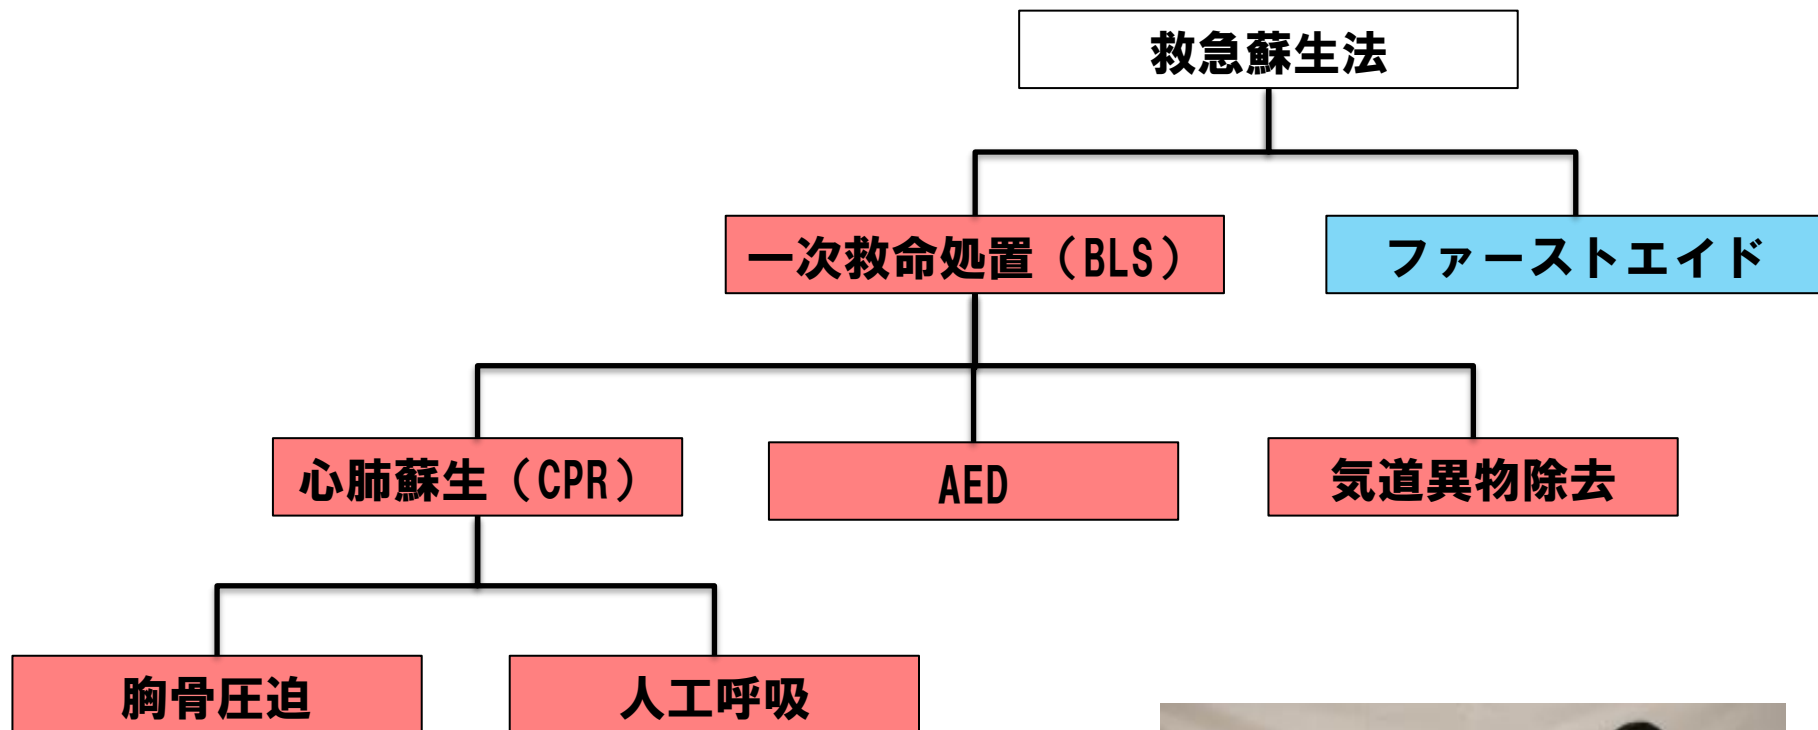 救急蘇生法
一次救命処置（BLS）
ファーストエイド
心肺蘇生（CPR）
AED
気道異物除去
胸骨圧迫
人工呼吸